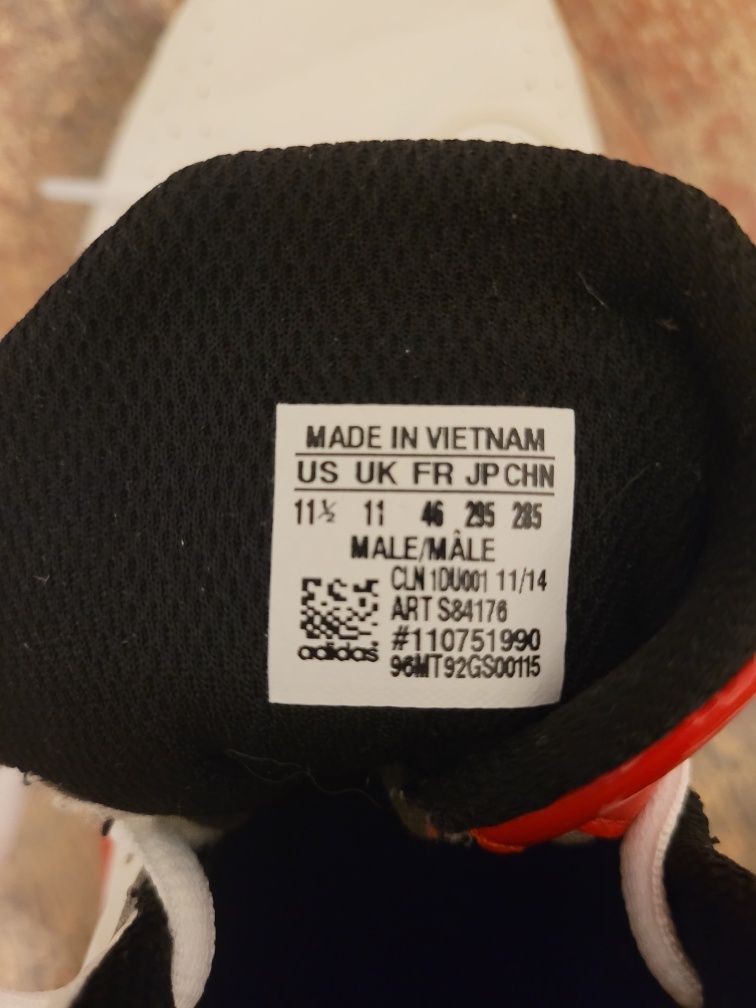 MADE IN VIETNAM
US UK FR JP CHN
11½ 11 46 295 285
MALE/MÂLE
CLN 1DU001 11/14
ART S84176
#110751990
adidas
96MT92GS00115